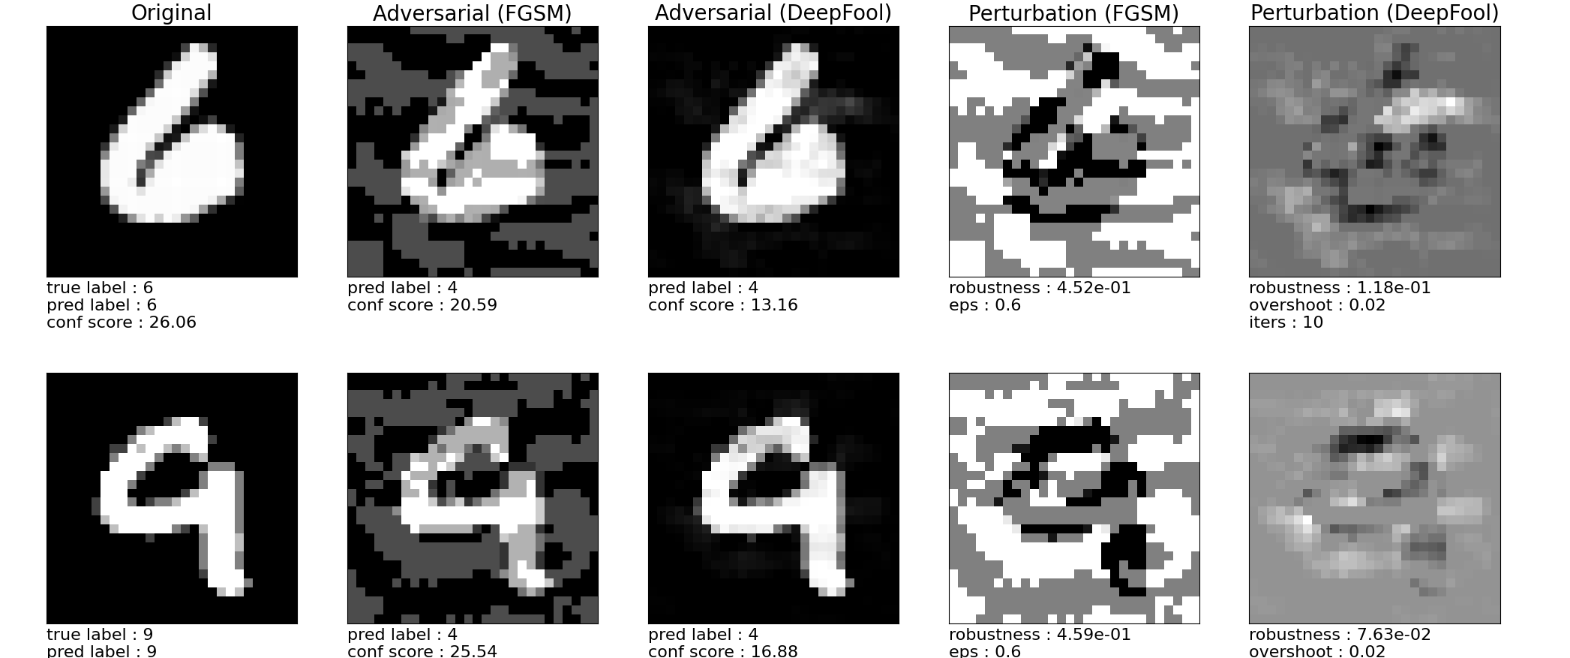 Original
Adversarial (FGSM)
Adversarial (DeepFool)
Perturbation (FGSM)
Perturbation (DeepFool)
true label : 6
pred label : 6
conf score : 26.06
pred label : 4
conf score : 20.59
pred label : 4
conf score : 13.16
robustness : 4.52e-01
eps : 0.6
robustness : 1.18e-01
overshoot : 0.02
iters : 10
true label : 9
pred label : 9
pred label : 4
conf score : 25.54
pred label : 4
conf score : 16.88
robustness : 4.59e-01
eps : 0.6
robustness : 7.63e-02
overshoot : 0.02